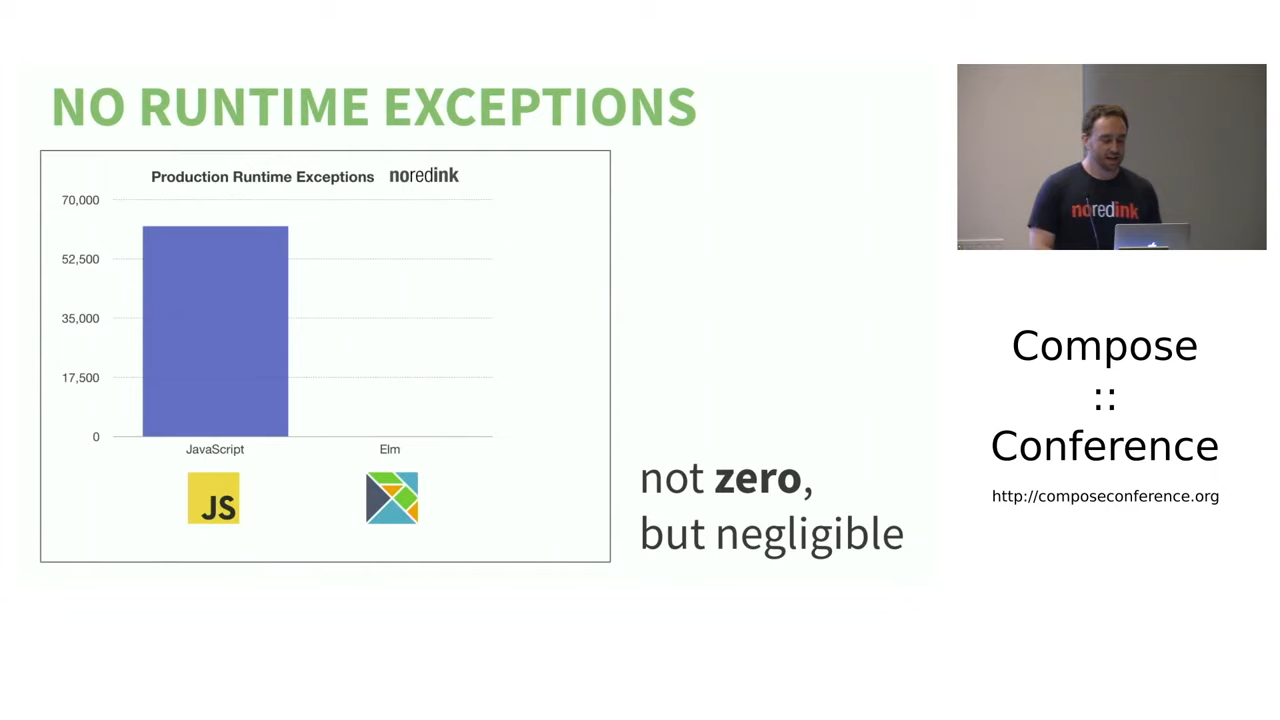 NO RUNTIME EXCEPTIONS
Production Runtime Exceptions noredink
70,000
52,500
35,000
17,500
0
JavaScript
Elm
JS
not zero,
but negligible
noredink
Compose
::
Conference
http://composeconference.org